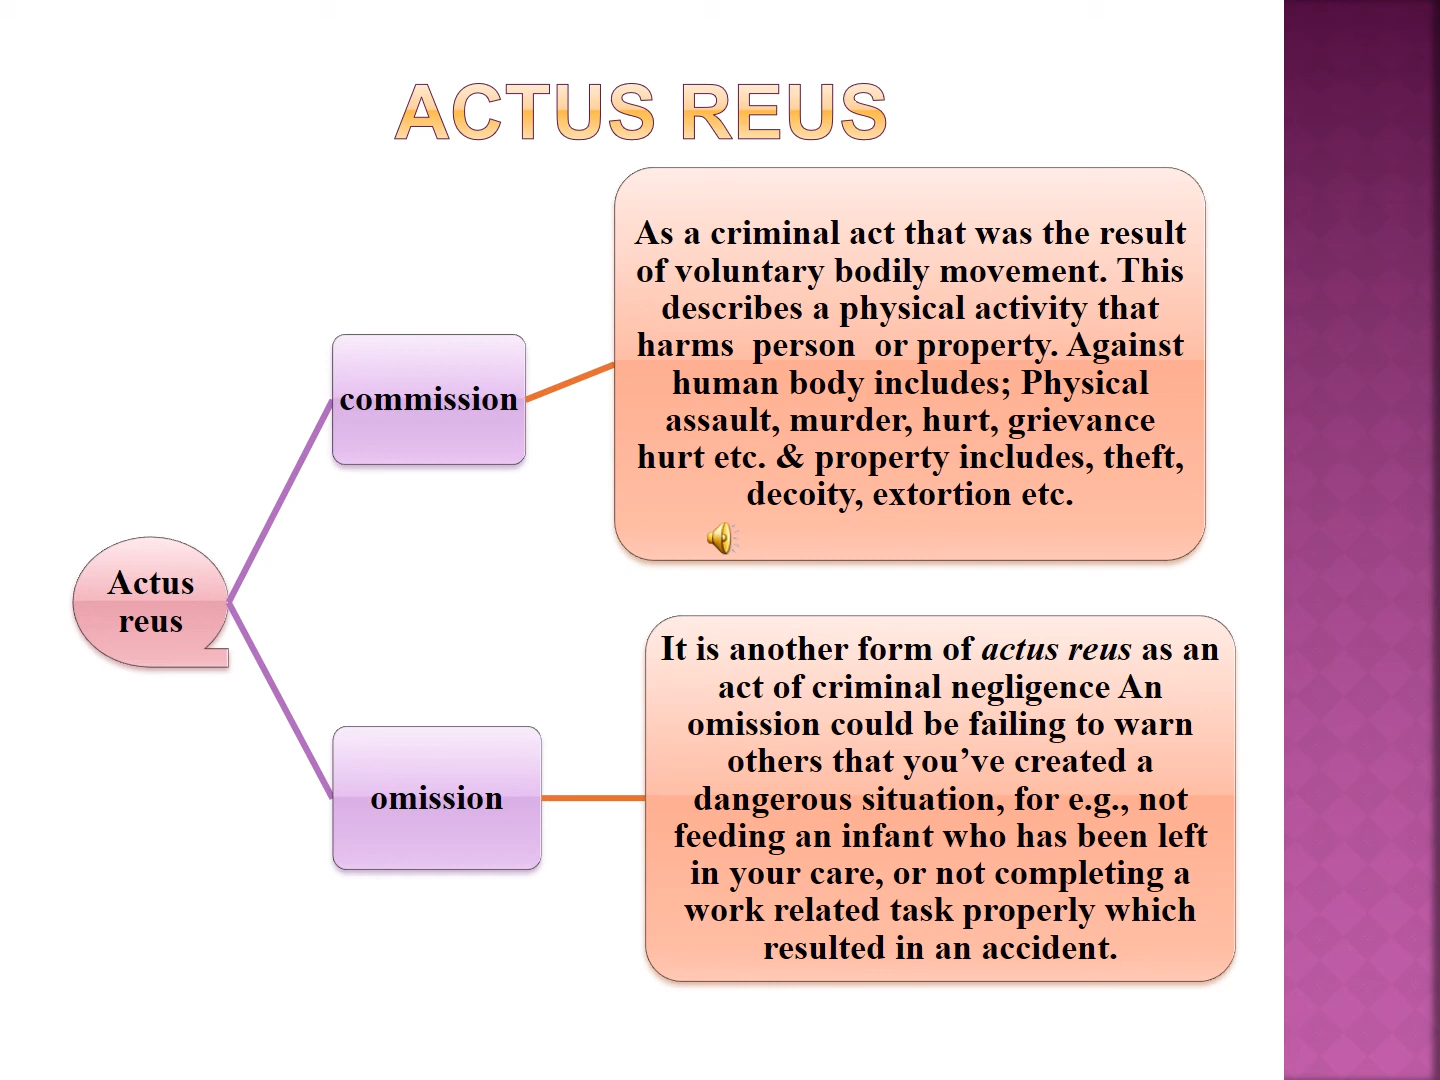 ACTUS REUS
As a criminal act that was the result
of voluntary bodily movement. This
describes a physical activity that
harms person or property. Against
human body includes; Physical
assault, murder, hurt, grievance
hurt etc. & property includes, theft,
decoity, extortion etc.
commission
Actus
reus
omission
It is another form of actus reus as an
act of criminal negligence An
omission could be failing to warn
others that you’ve created a
dangerous situation, for e.g., not
feeding an infant who has been left
in your care, or not completing a
work related task properly which
resulted in an accident.